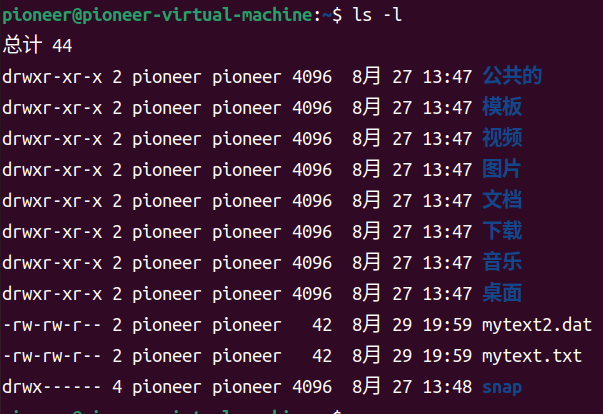 pioneer@pioneer-virtual-machine:~$ ls -l
总计 44
drwxr-xr-x 2 pioneer pioneer 4096  8月 27 13:47 公共的
drwxr-xr-x 2 pioneer pioneer 4096  8月 27 13:47 模板
drwxr-xr-x 2 pioneer pioneer 4096  8月 27 13:47 视频
drwxr-xr-x 2 pioneer pioneer 4096  8月 27 13:47 图片
drwxr-xr-x 2 pioneer pioneer 4096  8月 27 13:47 文档
drwxr-xr-x 2 pioneer pioneer 4096  8月 27 13:47 下载
drwxr-xr-x 2 pioneer pioneer 4096  8月 27 13:47 音乐
drwxr-xr-x 2 pioneer pioneer 4096  8月 27 13:47 桌面
-rw-rw-r-- 2 pioneer pioneer   42  8月 29 19:59 mytext2.dat
-rw-rw-r-- 2 pioneer pioneer   42  8月 29 19:59 mytext.txt
drwx------ 4 pioneer pioneer 4096  8月 27 13:48 snap